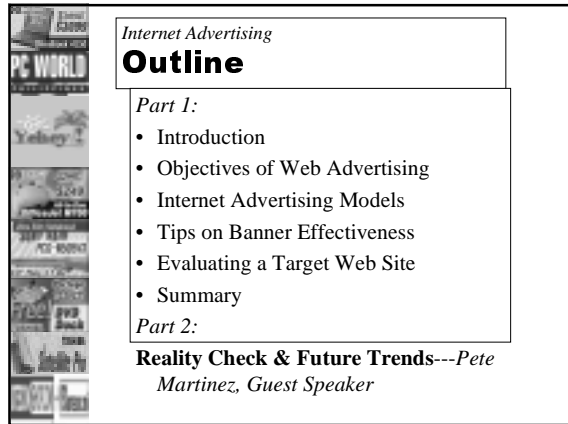 PC WORLD
Internet Advertising
Outline
Part 1:
• Introduction
• Objectives of Web Advertising
• Internet Advertising Models
• Tips on Banner Effectiveness
• Evaluating a Target Web Site
• Summary
Part 2:
Reality Check & Future Trends---Pete
Martinez, Guest Speaker